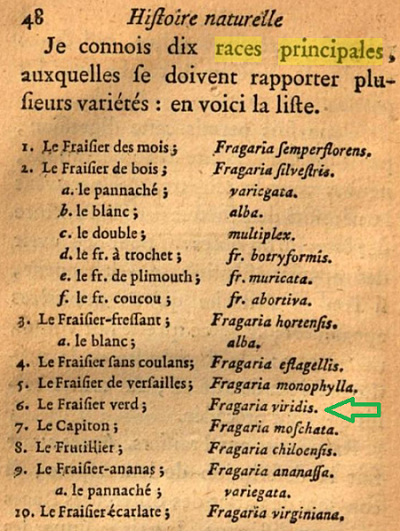 48 Hiſtoire naturelle
Je connois dix races principales,
auxquelles ſe doivent rapporter plu-
ſieurs variétés : en voici la liſte.
1. Le Fraiſier des mois ; Fragaria ſemperflorens.
2. Le Fraiſier de bois ; Fragaria ſilveſtris.
a. le pannaché ; variegata.
b. le blânc ; alba.
c. le double ; multiplex.
d. le fr. à trochet ; fr. botryformis.
e. le fr. de plimouth ; fr. muricata.
f. le fr. coucou ; fr. abortiva.
3. Le Fraiſier-freſſant ; Fragaria hortenſis.
a. le blanc ; alba.
4. Le Fraiſier ſans coulans; Fragaria eflagellis.
5. Le Fraiſier de verſailles; Fragaria monophylla.
6. Le Fraiſier verd ; Fragaria viridis.
7. Le Capiton ; Fragaria moſchata.
8. Le Frutillier ; Fragaria chiloenſis.
9. Le Fraiſier-ananas ; Fragaria ananaſſa.
a. le pannaché ; variegata.
10. Le Fraiſier-écarlate ; Fragaria virginiana.